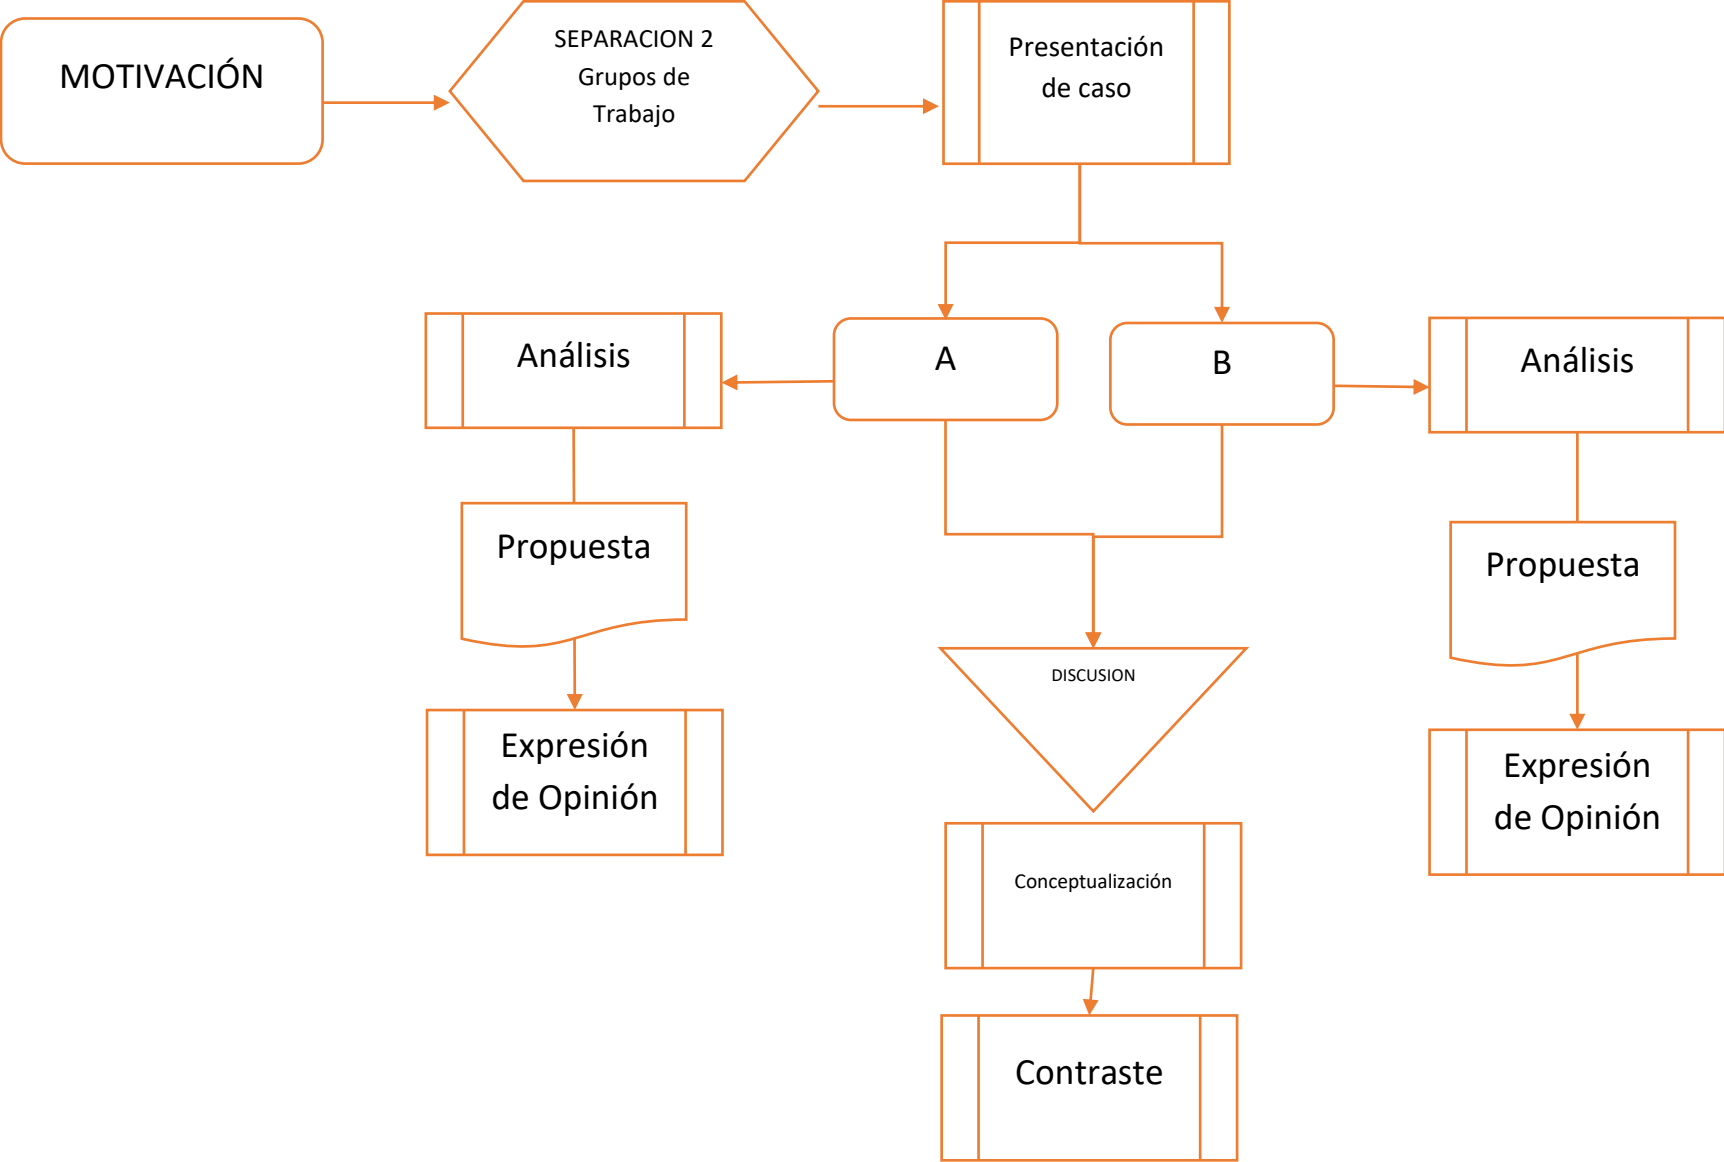 MOTIVACIÓN
SEPARACION 2
Grupos de
Trabajo
Presentación
de caso
Análisis
A
B
Análisis
Propuesta
Propuesta
DISCUSION
Expresión
de Opinión
Expresión
de Opinión
Conceptualización
Contraste